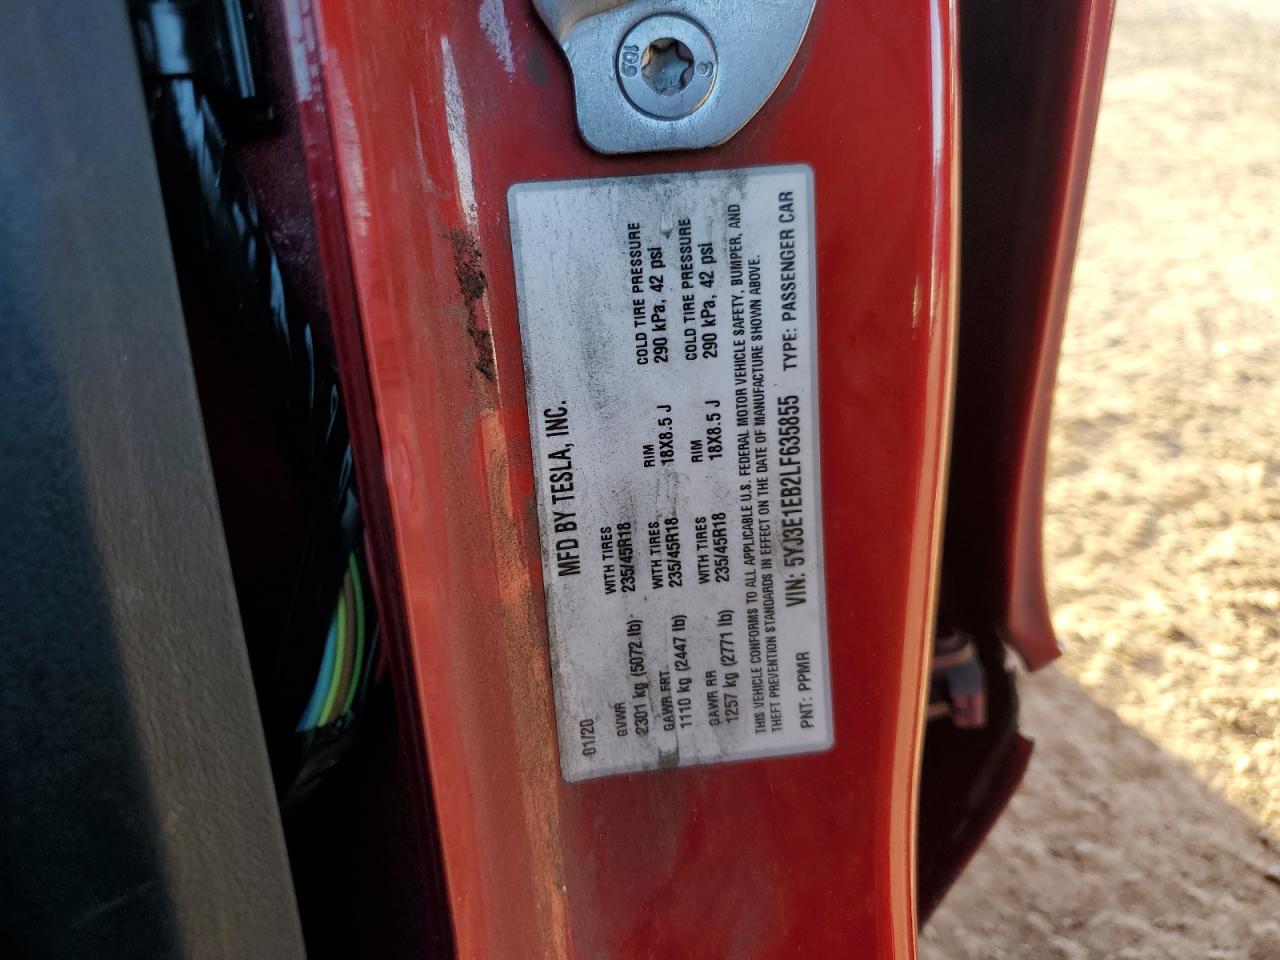 109
6
MFD BY TESLA, INC.
01/20
GVWR
2301 kg (5072 lb)
WITH TIRES
235/45R18
GAWR FRT
1110 kg (2447 lb)
WITH TIRES
235/45R18
RIM
18X8.5 J
COLD TIRE PRESSURE
290 kPa, 42 psi
GAWR RR
1257 kg (2771 lb)
WITH TIRES
235/45R18
RIM
18X8.5 J
COLD TIRE PRESSURE
290 kPa, 42 psi
THIS VEHICLE CONFORMS TO ALL APPLICABLE U.S. FEDERAL MOTOR VEHICLE SAFETY, BUMPER, AND
THEFT PREVENTION STANDARDS IN EFFECT ON THE DATE OF MANUFACTURE SHOWN ABOVE.
PNT: PPMR VIN: 5YJ3E1EB2LF635855 TYPE: PASSENGER CAR